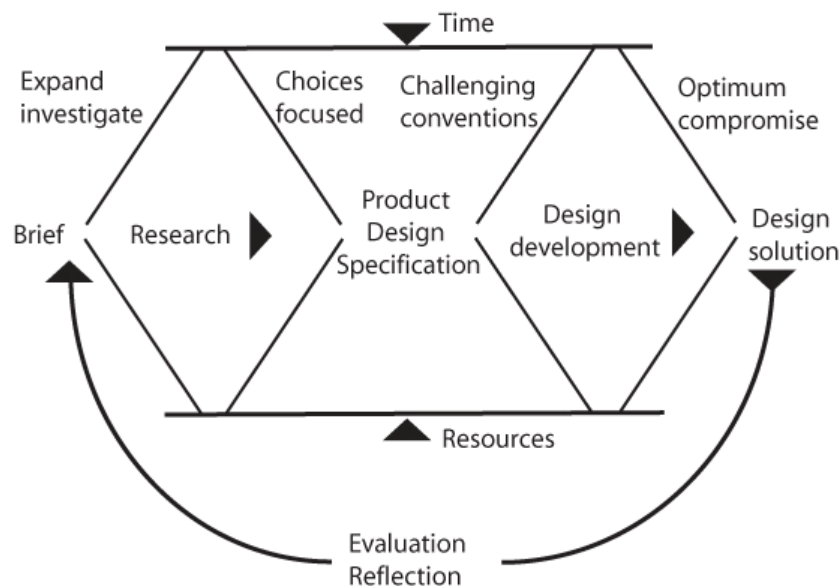 Time
Expand
investigate
Choices
focused
Challenging
conventions
Optimum
compromise
Brief
Research
Product
Design
Specification
Design
development
Design
solution
Resources
Evaluation
Reflection